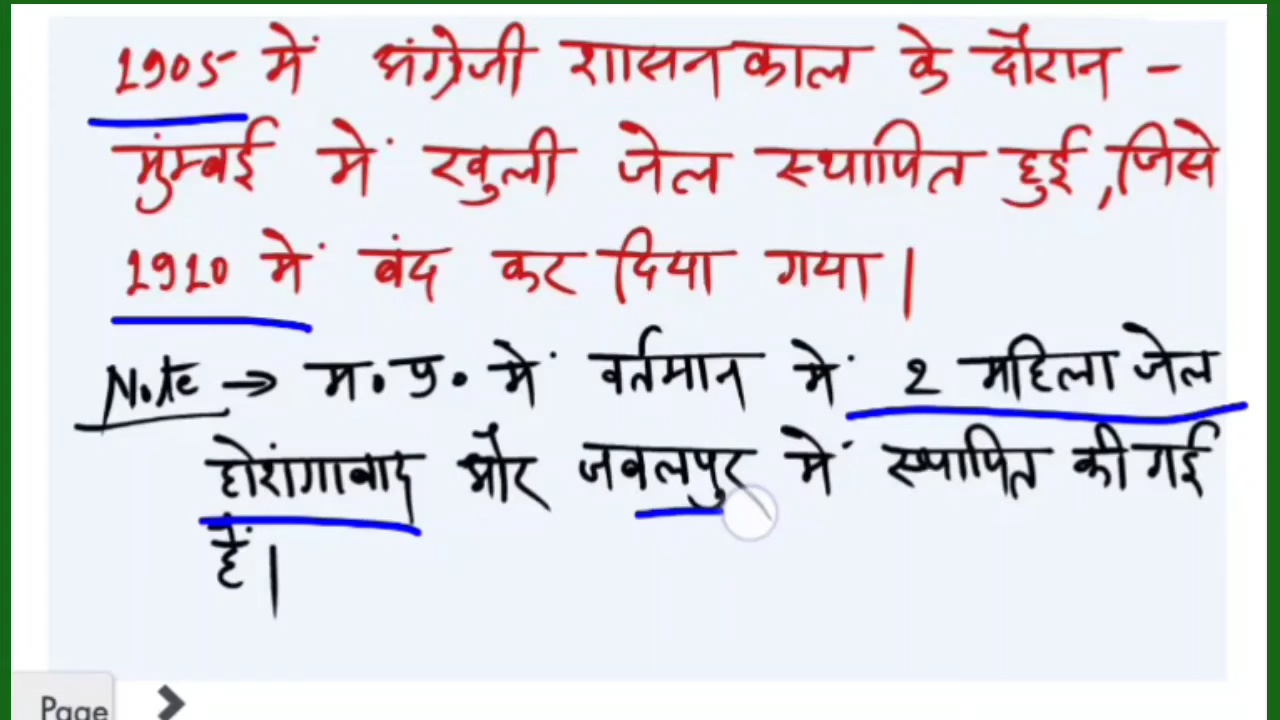 1905 में अंग्रेजी शासनकाल के दौरान -
मुंम्बई में खुली जेल स्थापित हुई, जिसे
1910 में बंद कर दिया गया।
Note → म.प्र. में वर्तमान में 2 महिला जेल
होशंगाबाद और जबलपुर में स्थापित की गई
हैं।
Page